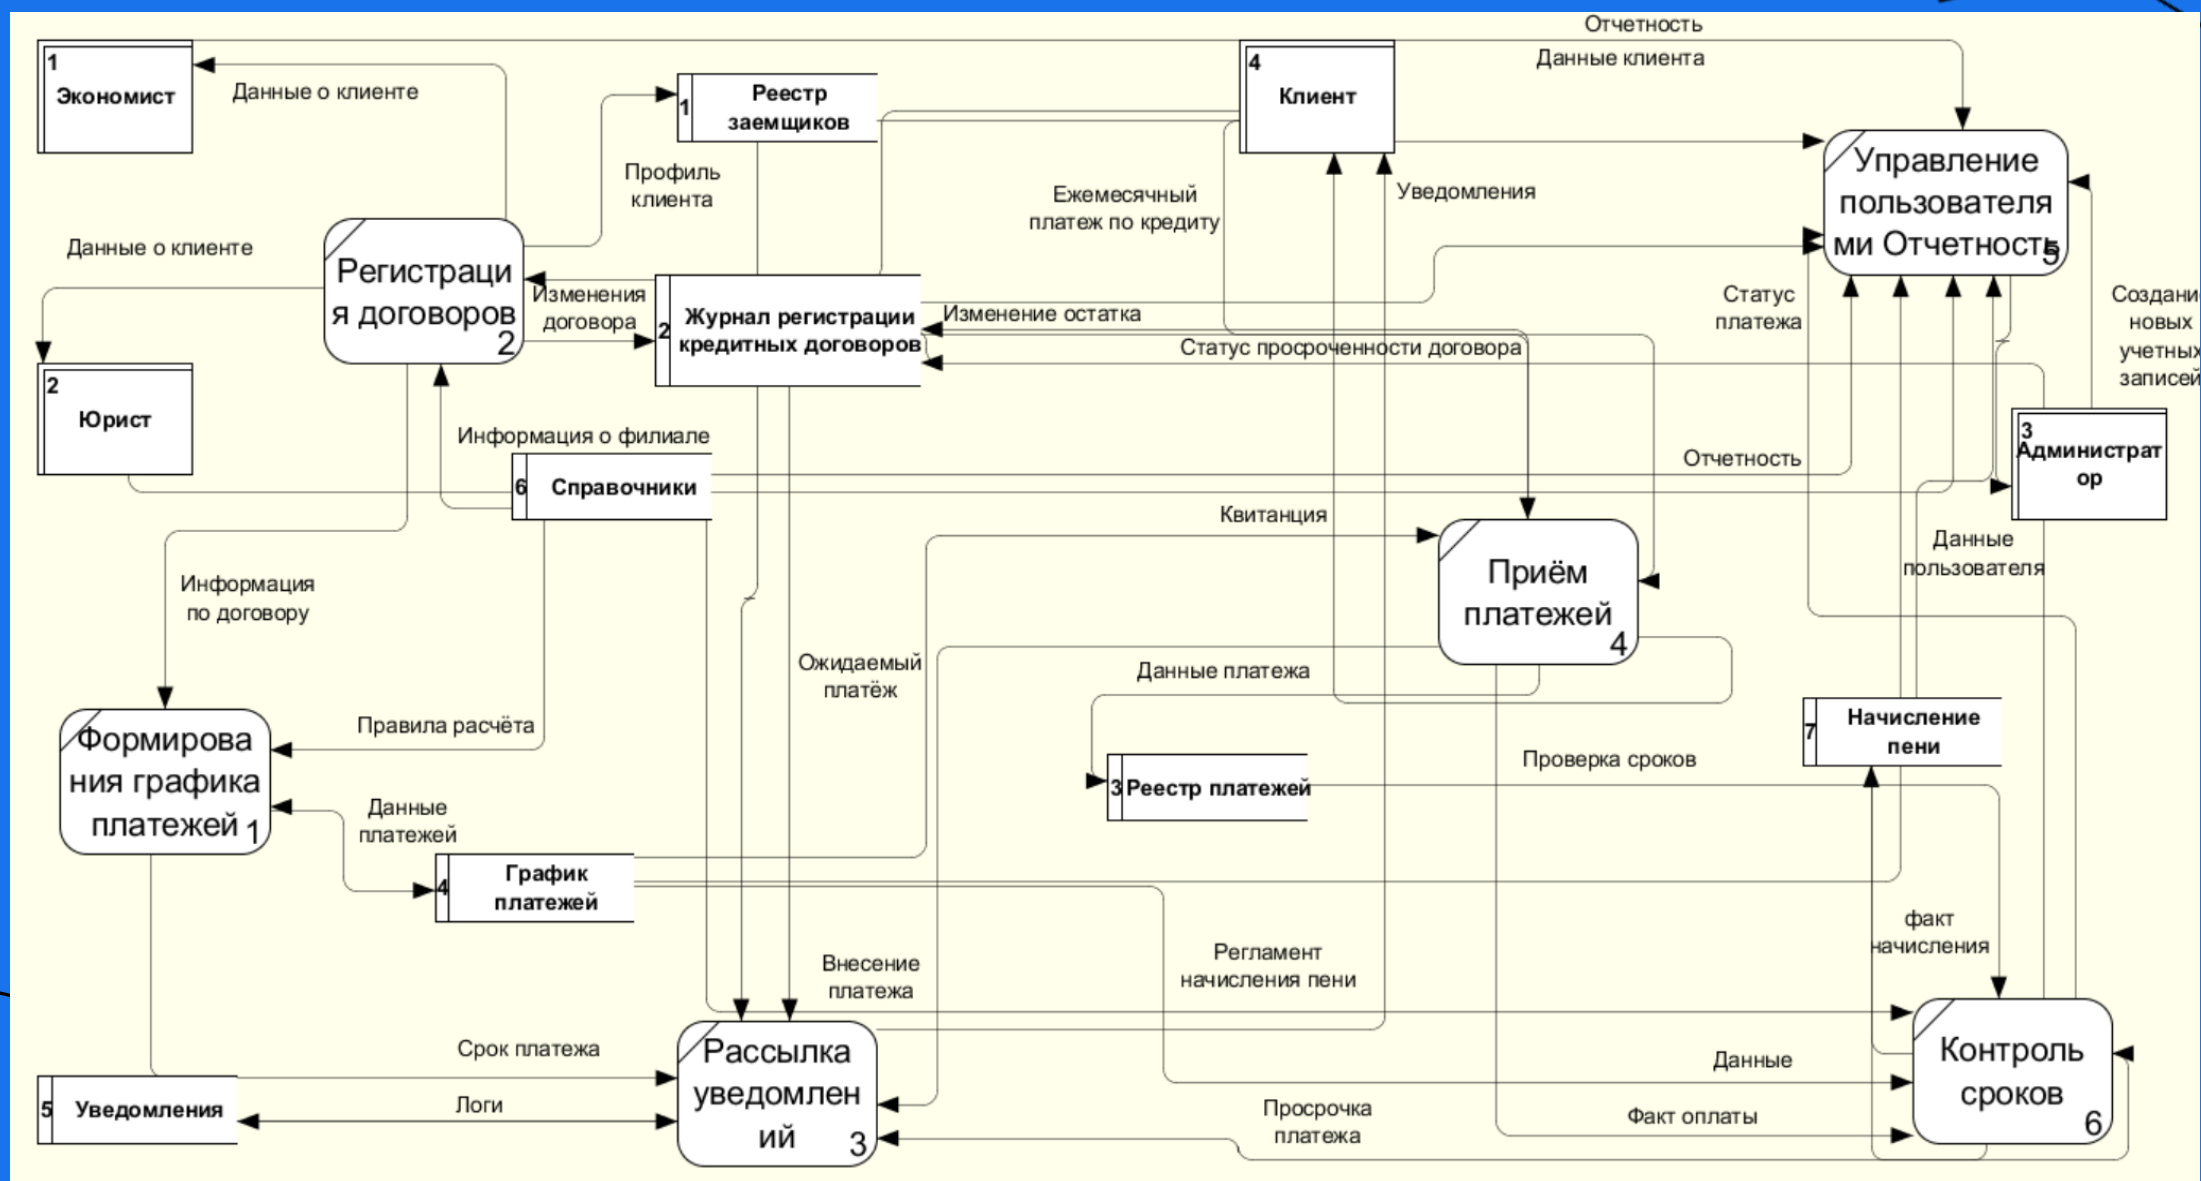 Отчетность
1
Экономист
Данные о клиенте
1
Реестр
заемщиков
4
Клиент
Данные клиента
Профиль
клиента
Ежемесячный
платеж по кредиту
Уведомления
Управление
пользователя
ми Отчетность
5
Данные о клиенте
Регистраци
я договоров
2
Изменения
договора
2
Журнал регистрации
кредитных договоров
Изменение остатка
Статус просроченности договора
Статус
платежа
Создани
новых
учетных
записей
2
Юрист
Информация о филиале
6
Справочники
Отчетность
3
Администрат
ор
Квитанция
Данные
пользователя
Информация
по договору
Приём
платежей
4
Ожидаемый
платёж
Данные платежа
Правила расчёта
Формирова
ния графика
платежей
1
Данные
платежей
3
Реестр платежей
Проверка сроков
7
Начисление
пени
4
График
платежей
факт
начисления
Внесение
платежа
Регламент
начисления пени
Срок платежа
Рассылка
уведомлен
ий
3
Данные
Контроль
сроков
6
5
Уведомления
Логи
Просрочка
платежа
Факт оплаты